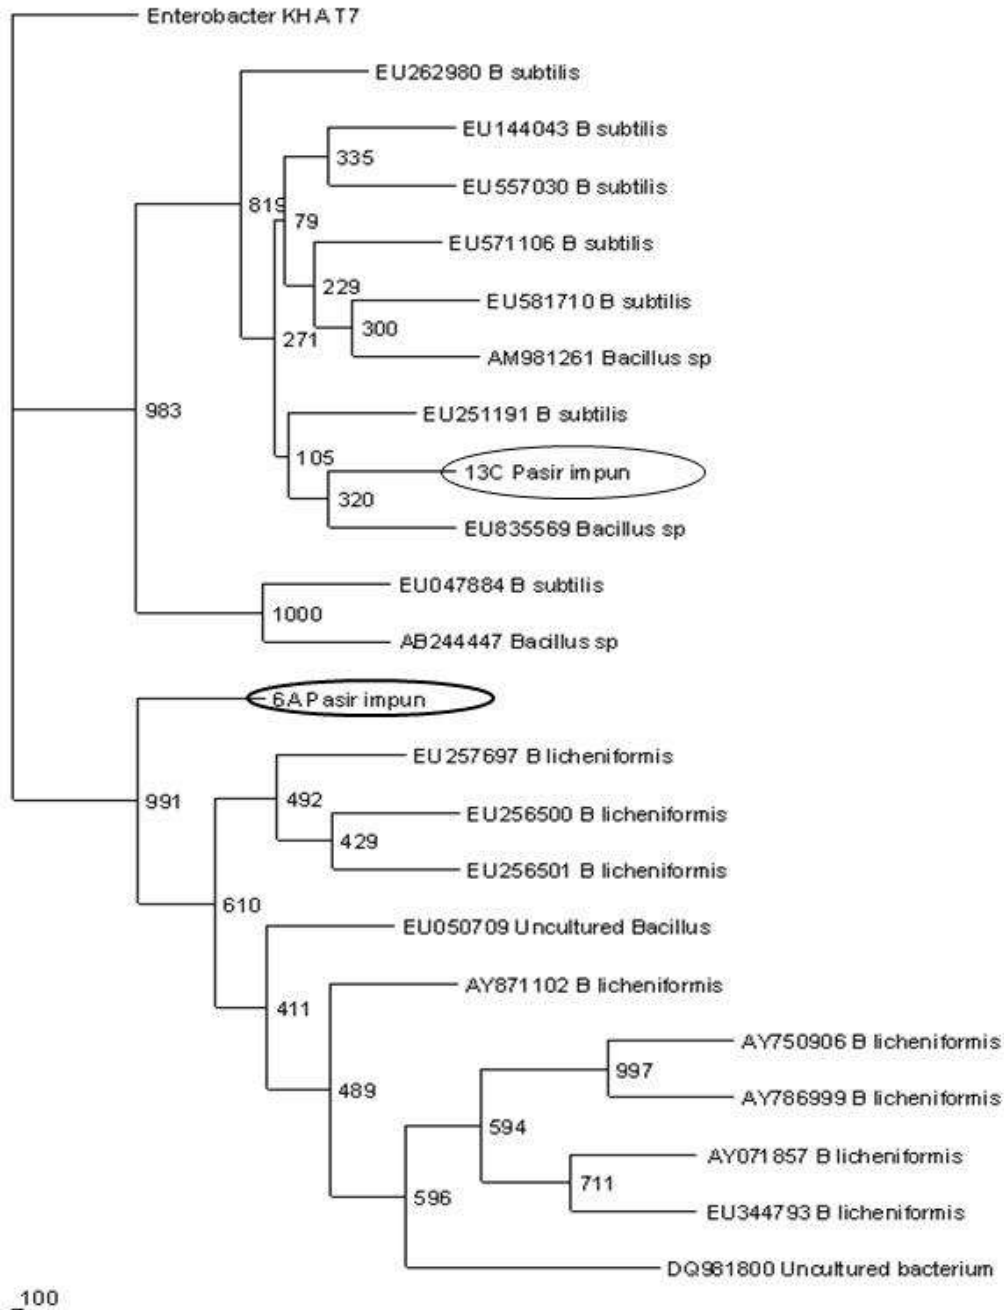 Enterobacter KHAT7
EU262980 B subtilis
EU144043 B subtilis
335
EU557030 B subtilis
819
79
EU571106 B subtilis
229
EU581710 B subtilis
300
271
AM981261 Bacillus sp
983
EU251191 B subtilis
105
13C Pasir impun
320
EU835569 Bacillus sp
EU047884 B subtilis
1000
AB244447 Bacillus sp
6A Pasir impun
EU257697 B licheniformis
991
492
EU256500 B licheniformis
429
EU256501 B licheniformis
610
EU050709 Uncultured Bacillus
AY871102 B licheniformis
411
AY750906 B licheniformis
997
489
AY786999 B licheniformis
594
AY071857 B licheniformis
711
596
EU344793 B licheniformis
DQ981800 Uncultured bacterium
100